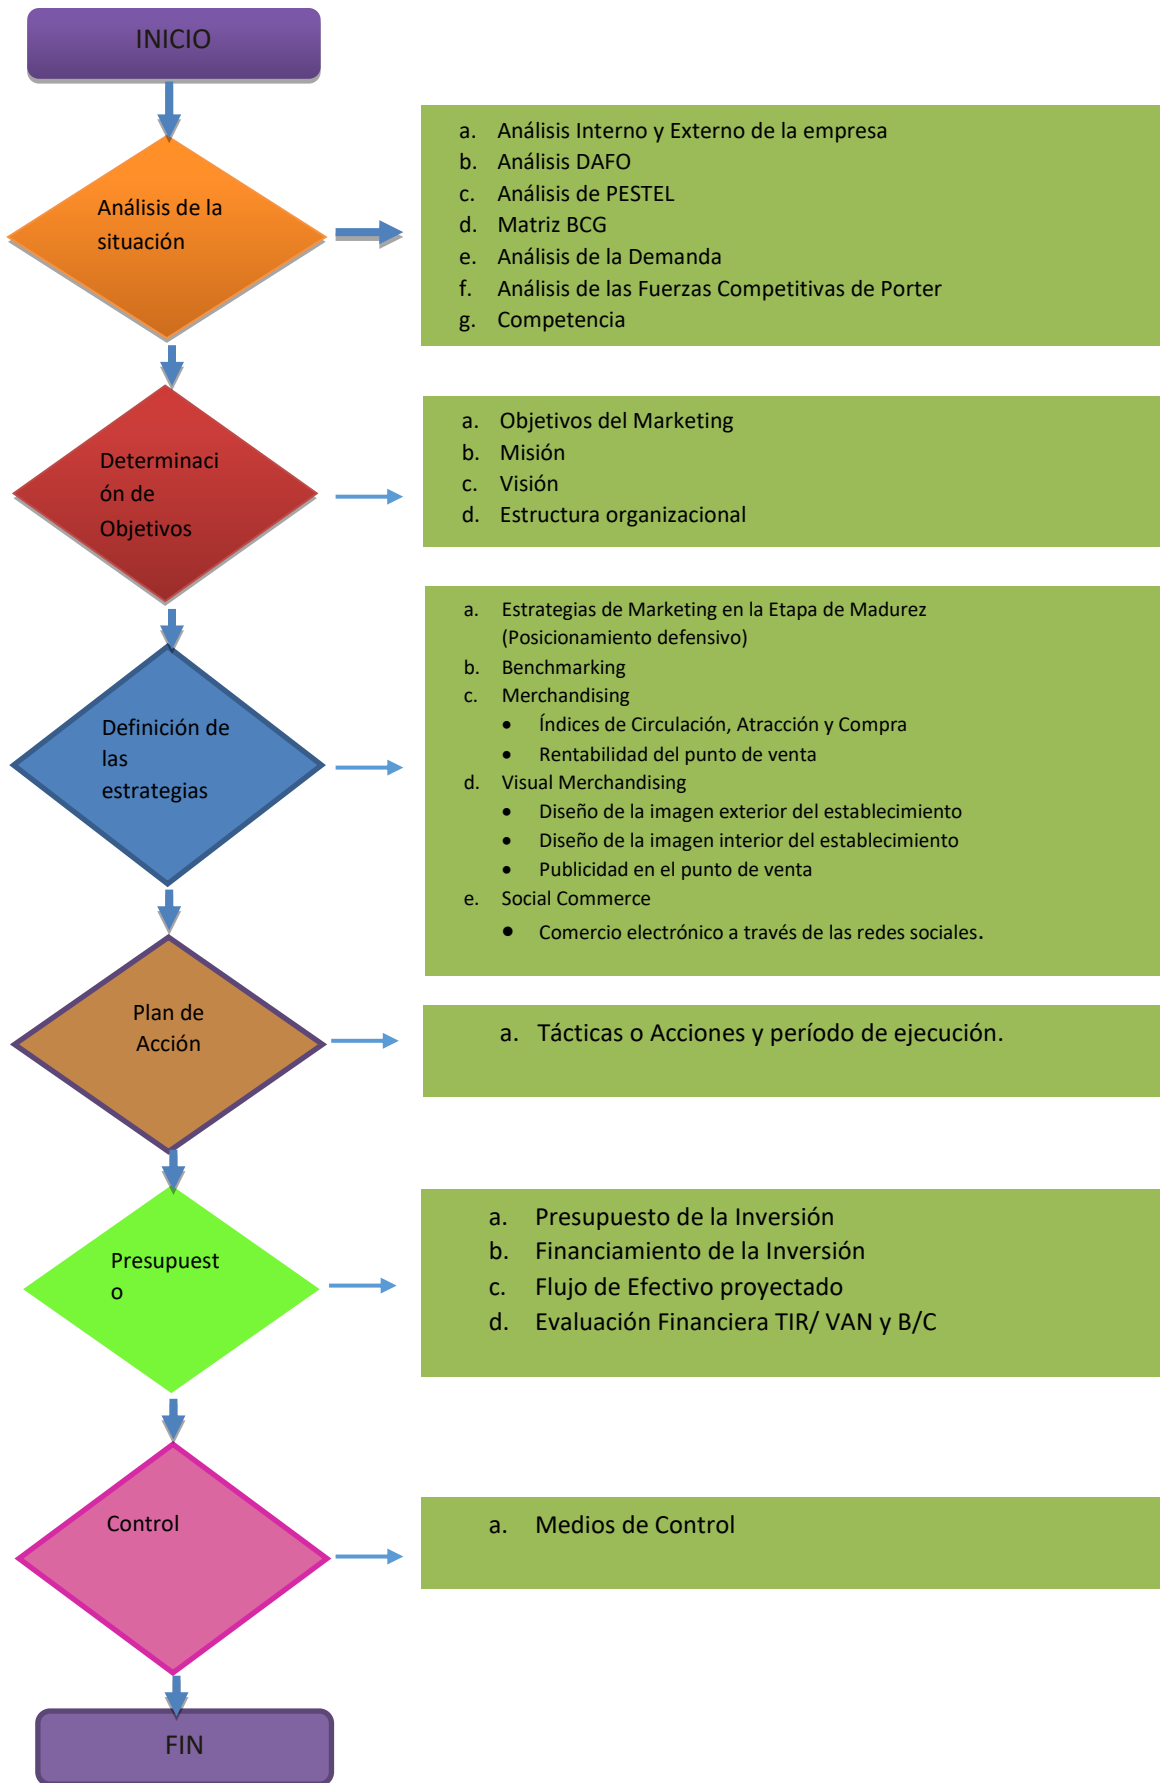 INICIO
Análisis de la
situación
a. Análisis Interno y Externo de la empresa
b. Análisis DAFO
c. Análisis de PESTEL
d. Matriz BCG
e. Análisis de la Demanda
f. Análisis de las Fuerzas Competitivas de Porter
g. Competencia
Determinaci
ón de
Objetivos
a. Objetivos del Marketing
b. Misión
c. Visión
d. Estructura organizacional
Definición de
las
estrategias
a. Estrategias de Marketing en la Etapa de Madurez
(Posicionamiento defensivo)
b. Benchmarking
c. Merchandising
• Índices de Circulación, Atracción y Compra
• Rentabilidad del punto de venta
d. Visual Merchandising
• Diseño de la imagen exterior del establecimiento
• Diseño de la imagen interior del establecimiento
• Publicidad en el punto de venta
e. Social Commerce
• Comercio electrónico a través de las redes sociales.
Plan de
Acción
a. Tácticas o Acciones y período de ejecución.
Presupuest
o
a. Presupuesto de la Inversión
b. Financiamiento de la Inversión
c. Flujo de Efectivo proyectado
d. Evaluación Financiera TIR/ VAN y B/C
Control
a. Medios de Control
FIN